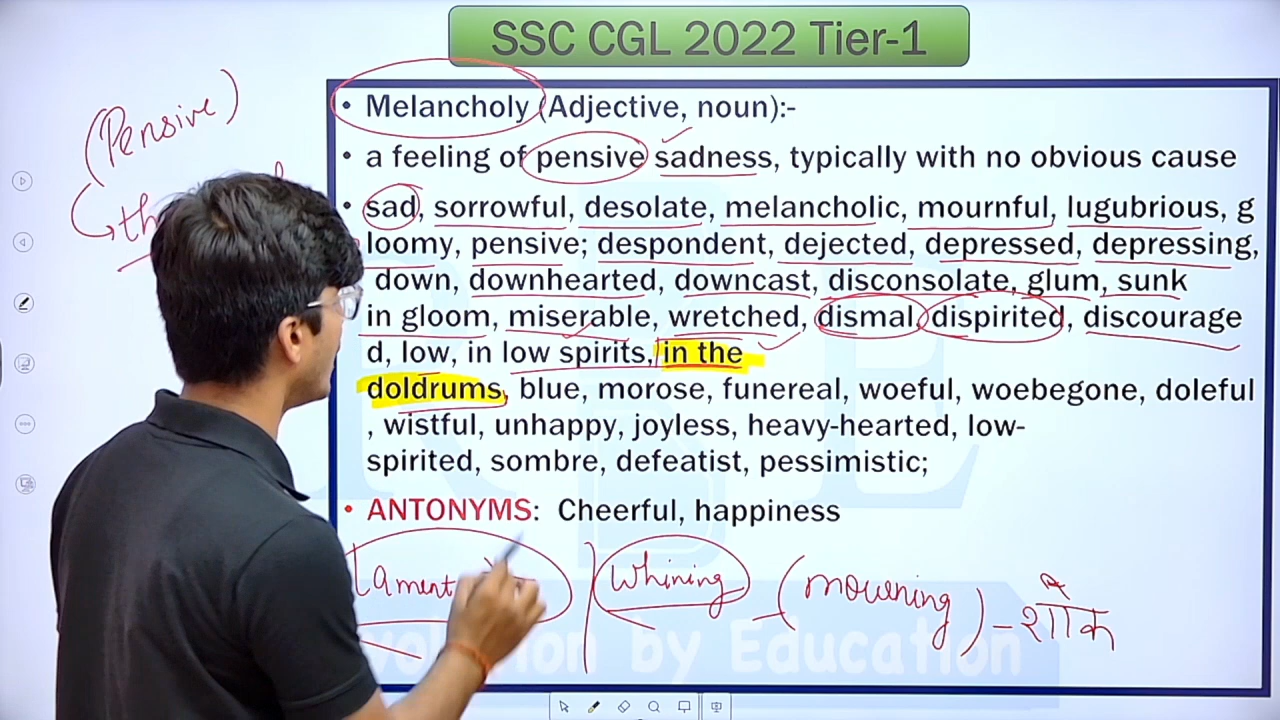 SSC CGL 2022 Tier-1
(Pensive)
• Melancholy (Adjective, noun):-
• a feeling of pensive sadness, typically with no obvious cause
• sad, sorrowful, desolate, melancholic, mournful, lugubrious, g
loomy, pensive; despondent, dejected, depressed, depressing,
down, downhearted, downcast, disconsolate, glum, sunk
in gloom, miserable, wretched, dismal, dispirited, discourage
d, low, in low spirits, in the
doldrums, blue, morose, funereal, woeful, woebegone, doleful
, wistful, unhappy, joyless, heavy-hearted, low-
spirited, sombre, defeatist, pessimistic;
• ANTONYMS: Cheerful, happiness
Lament | Whining – (Mourning) – शोक
by Education